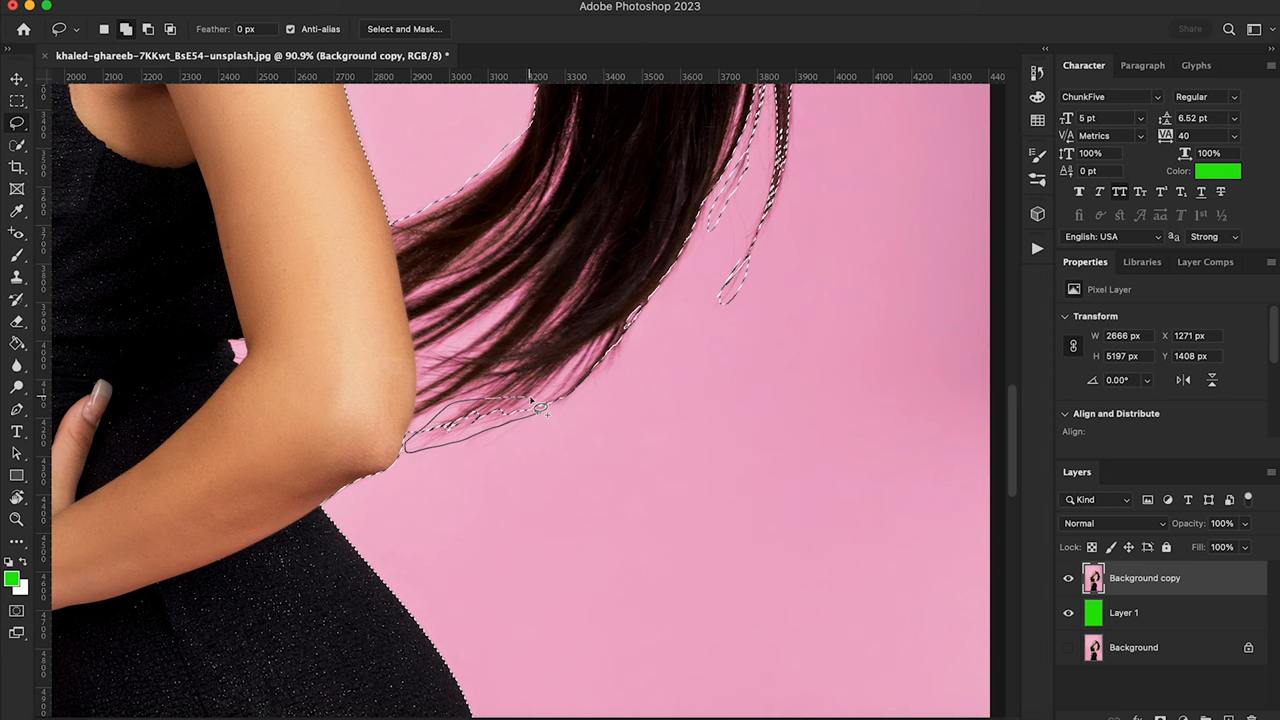 Adobe Photoshop 2023
Feather: 0 px Anti-alias Select and Mask... Share
khaled-ghareeb-7KKwt_BsE54-unsplash.jpg @ 90.9% (Background copy, RGB/8) *
2000 2100 2200 2300 2400 2500 2600 2700 2800 2900 3000 3100 3200 3300 3400 3500 3600 3700 3800 3900 4000 4100 4200 4300 440
Character Paragraph Glyphs
ChunkFive Regular
5 pt 6.52 pt
Metrics 40
100% 100%
0 pt Color:
English: USA Strong
Properties Libraries Layer Comps
Pixel Layer
Transform
W 2666 px X 1271 px
H 5197 px Y 1408 px
0.00°
Align and Distribute
Align:
Layers
Kind
Normal Opacity: 100%
Lock: Fill: 100%
Background copy
Layer 1
Background